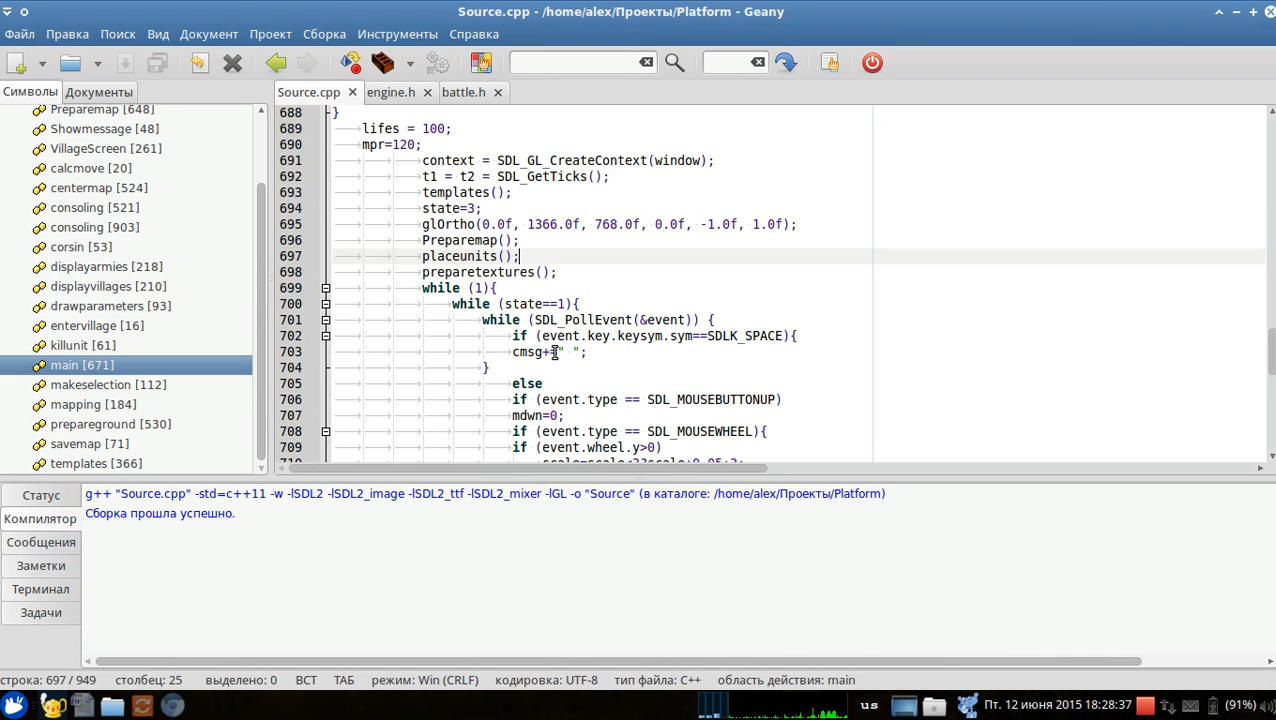 Source.cpp - /home/alex/Проекты/Platform - Geany
Файл Правка Поиск Вид Документ Проект Сборка Инструменты Справка
Символы Документы Source.cpp engine.h battle.h
Preparemap [648]
Showmessage [48]
VillageScreen [261]
calcmove [20]
centermap [524]
consoling [521]
consoling [903]
corsin [53]
displayarmies [218]
displayvillages [210]
drawparameters [93]
entervillage [16]
killunit [61]
main [671]
makeselection [112]
mapping [184]
prepareground [530]
savemap [71]
templates [366]
688 }
689 lifes = 100;
690 mpr=120;
691 context = SDL_GL_CreateContext(window);
692 t1 = t2 = SDL_GetTicks();
693 templates();
694 state=3;
695 glOrtho(0.0f, 1366.0f, 768.0f, 0.0f, -1.0f, 1.0f);
696 Preparemap();
697 placeunits();
698 preparetextures();
699 while (1){
700 while (state==1){
701 while (SDL_PollEvent(&event)) {
702 if (event.key.keysym.sym==SDLK_SPACE){
703 cmsg+=" ";
704 }
705 else
706 if (event.type == SDL_MOUSEBUTTONUP)
707 mdwn=0;
708 if (event.type == SDL_MOUSEWHEEL){
709 if (event.wheel.y>0)
Статус
Компилятор
Сообщения
Заметки
Терминал
Задачи
g++ "Source.cpp" -std=c++11 -w -lSDL2 -lSDL2_image -lSDL2_ttf -lSDL2_mixer -lGL -o "Source" (в каталоге: /home/alex/Проекты/Platform)
Сборка прошла успешно.
строка: 697 / 949 столбец: 25 выделено: 0 ВСТ ТАБ режим: Win (CRLF) кодировка: UTF-8 тип файла: C++ область действия: main
us Пт. 12 июня 2015 18:28:37 (91%)